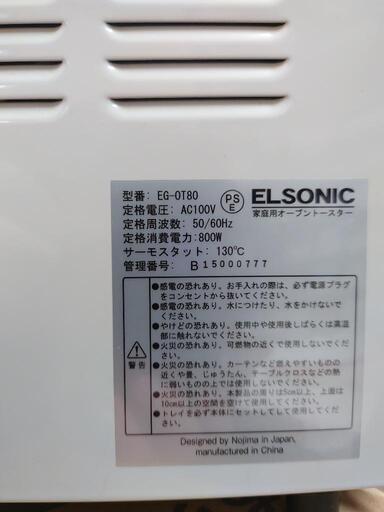 型番: EG-OT80
定格電圧: AC100V
PS E
ELSONIC
家庭用オーブントースター
定格周波数: 50/60Hz
定格消費電力: 800W
サーモスタット: 130℃
管理番号: B 15000777
警告
●感電の恐れあり。お手入れの際は、必ず電源プラグ
をコンセントから抜いてください。
●感電の恐れあり。水につけたり、水をかけないで
ください。
●やけどの恐れあり。使用中や使用後しばらくは高温
部に触れないでください。
●火災の恐れあり。可燃物の近くで使用しないでください。
●火災の恐れあり。カーテンなど燃えやすいものの
近くや畳、じゅうたん、テーブルクロスなどの熱
に弱いものの上では使用しないでください。
●火災の恐れあり。本製品の周りは5cm以上、上面は
10cm以上の空間を空けて使用してください。
●トレイを必ず本体にセットしてして使用してく
ださい。
Designed by Nojima in Japan,
manufactured in China